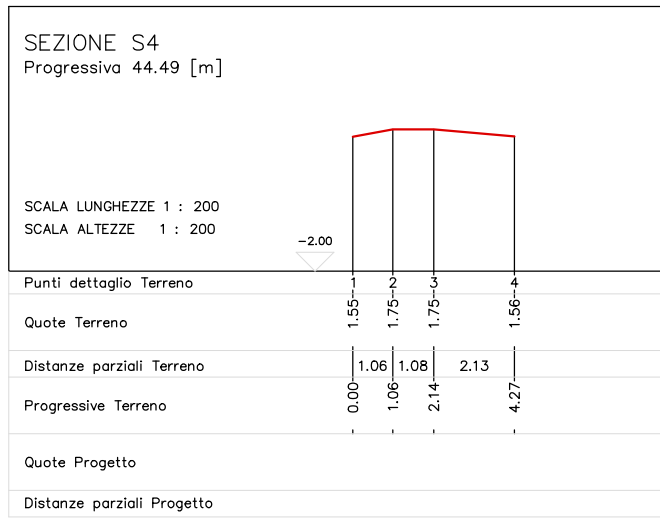 SEZIONE S4
Progressiva 44.49 [m]
SCALA LUNGHEZZE 1 : 200
SCALA ALTEZZE 1 : 200
-2.00
Punti dettaglio Terreno 1 2 3 4
Quote Terreno 1.55 1.75 1.75 1.56
Distanze parziali Terreno 1.06 1.08 2.13
Progressive Terreno 0.00 1.06 2.14 4.27
Quote Progetto
Distanze parziali Progetto